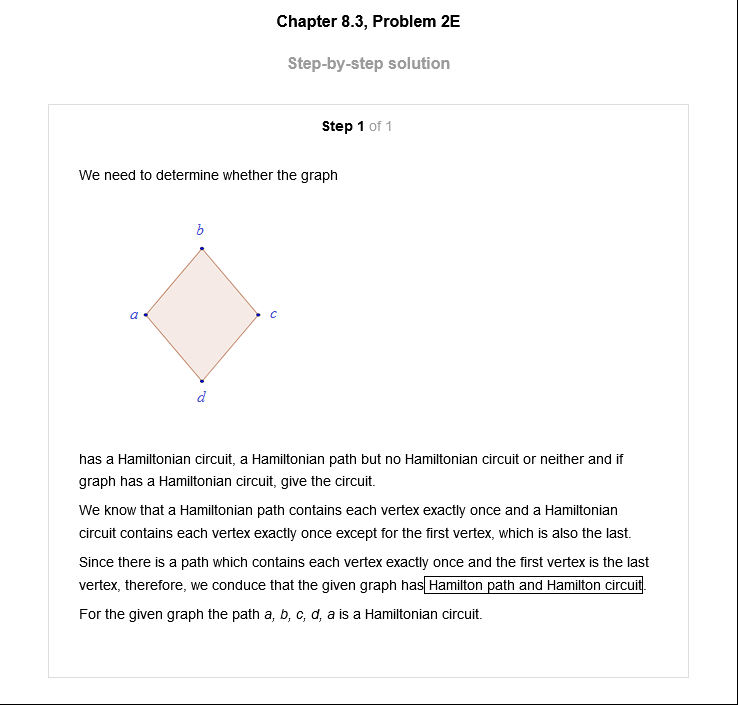 Chapter 8.3, Problem 2E
Step-by-step solution
Step 1 of 1
We need to determine whether the graph
b
a
c
d
has a Hamiltonian circuit, a Hamiltonian path but no Hamiltonian circuit or neither and if
graph has a Hamiltonian circuit, give the circuit.
We know that a Hamiltonian path contains each vertex exactly once and a Hamiltonian
circuit contains each vertex exactly once except for the first vertex, which is also the last.
Since there is a path which contains each vertex exactly once and the first vertex is the last
vertex, therefore, we conduce that the given graph has Hamilton path and Hamilton circuit.
For the given graph the path a, b, c, d, a is a Hamiltonian circuit.